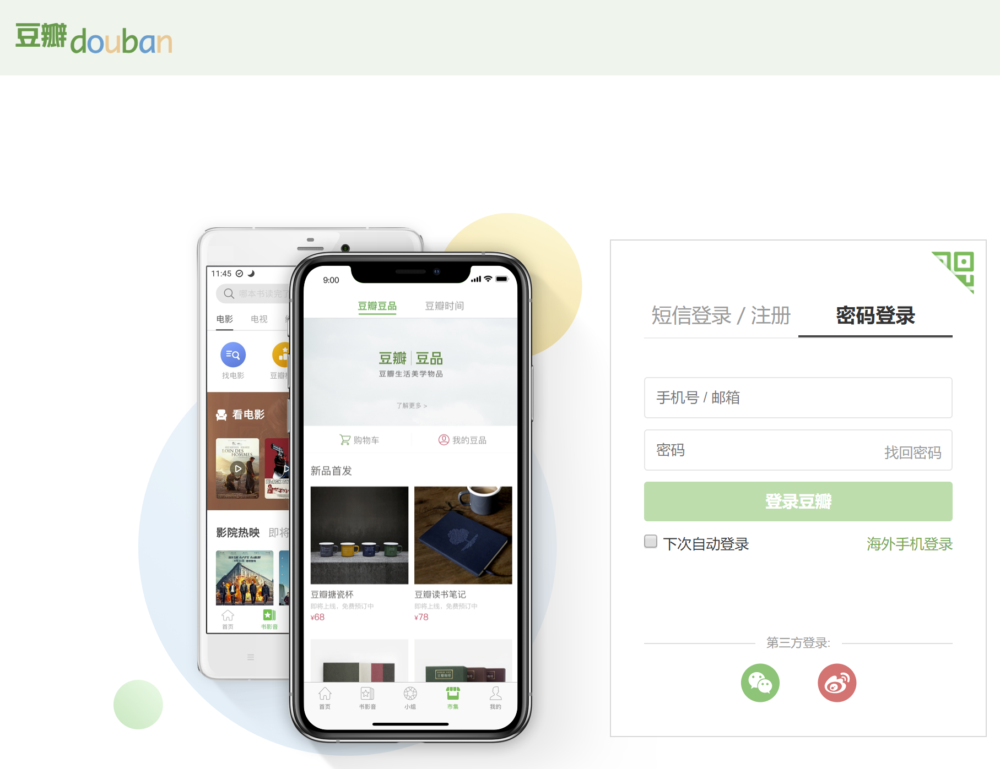 豆瓣douban
11:45
哪本书读完了
电影 电视
找电影
看电影
LOIN DES
HOMMES
BLACK DY
影院热映 即将
首页 书影音
9:00
豆瓣豆品 豆瓣时间
豆瓣 豆品
豆瓣生活美学物品
了解更多 >
购物车 我的豆品
新品首发
豆瓣搪瓷杯 豆瓣读书笔记
即将上线，免费预订中 即将上线，免费预订中
¥68 ¥78
首页 书影音 小组 市集 我的
短信登录 / 注册 密码登录
手机号 / 邮箱
密码 找回密码
登录豆瓣
下次自动登录 海外手机登录
第三方登录: